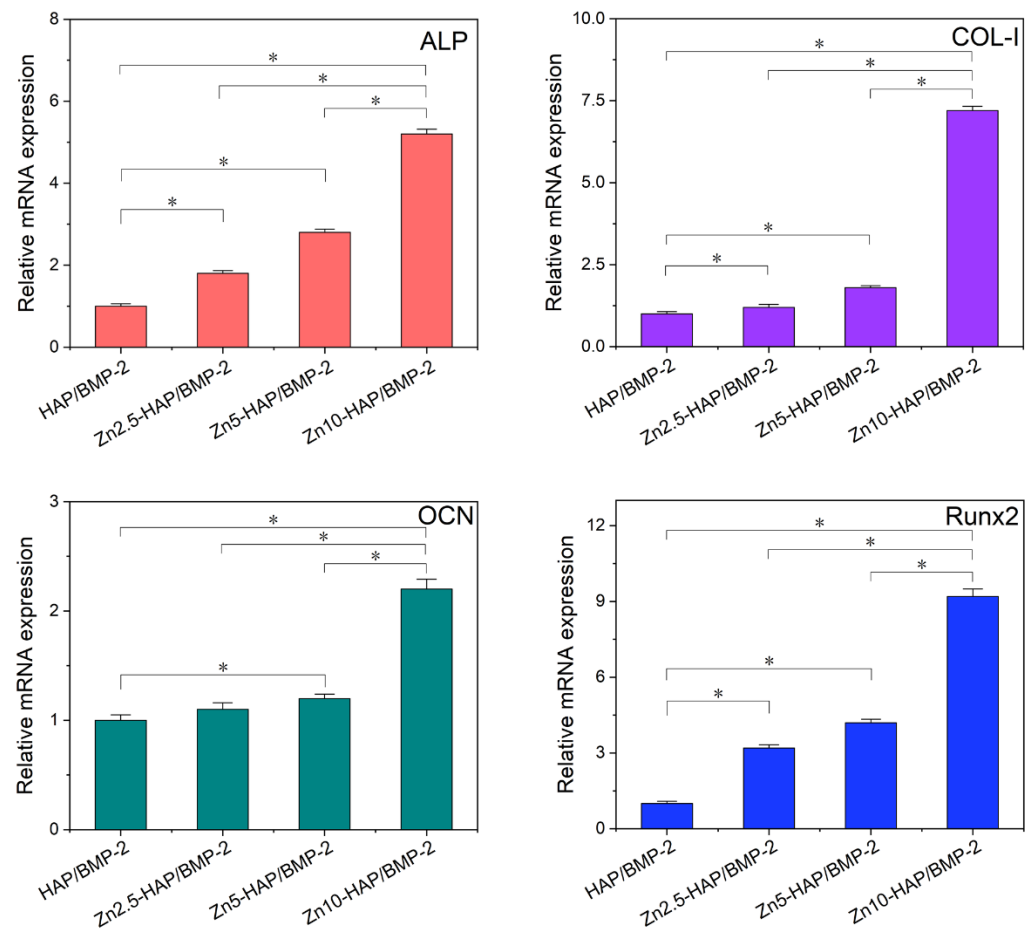 ALP
Relative mRNA expression
8
6
4
2
0
*
*
*
*
*
HAP/BMP-2
Zn2.5-HAP/BMP-2
Zn5-HAP/BMP-2
Zn10-HAP/BMP-2
COL-I
Relative mRNA expression
10.0
7.5
5.0
2.5
0.0
*
*
*
*
*
HAP/BMP-2
Zn2.5-HAP/BMP-2
Zn5-HAP/BMP-2
Zn10-HAP/BMP-2
OCN
Relative mRNA expression
3
2
1
0
*
*
*
*
HAP/BMP-2
Zn2.5-HAP/BMP-2
Zn5-HAP/BMP-2
Zn10-HAP/BMP-2
Runx2
Relative mRNA expression
12
9
6
3
0
*
*
*
*
*
HAP/BMP-2
Zn2.5-HAP/BMP-2
Zn5-HAP/BMP-2
Zn10-HAP/BMP-2